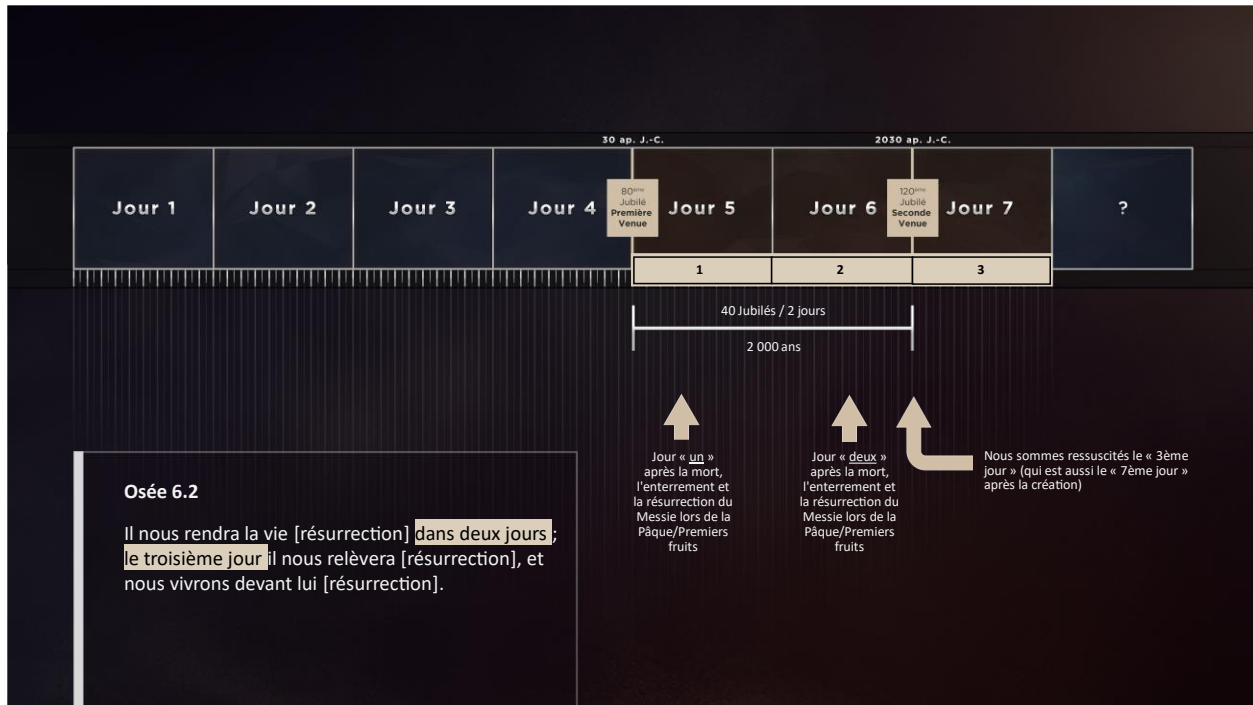 30 ap. J.-C.
2030 ap. J.-C.
Jour 1
Jour 2
Jour 3
Jour 4
80ème
Jubilé
Première
Venue
Jour 5
Jour 6
120ème
Jubilé
Seconde
Venue
Jour 7
?
1
2
3
40 Jubilés / 2 jours
2 000 ans
Jour « un »
après la mort,
l'enterrement et
la résurrection du
Messie lors de la
Pâque/Premiers
fruits
Jour « deux »
après la mort,
l'enterrement et
la résurrection du
Messie lors de la
Pâque/Premiers
fruits
Nous sommes ressuscités le « 3ème
jour » (qui est aussi le « 7ème jour »
après la création)
Osée 6.2
Il nous rendra la vie [résurrection] dans deux jours ;
le troisième jour il nous relèvera [résurrection], et
nous vivrons devant lui [résurrection].